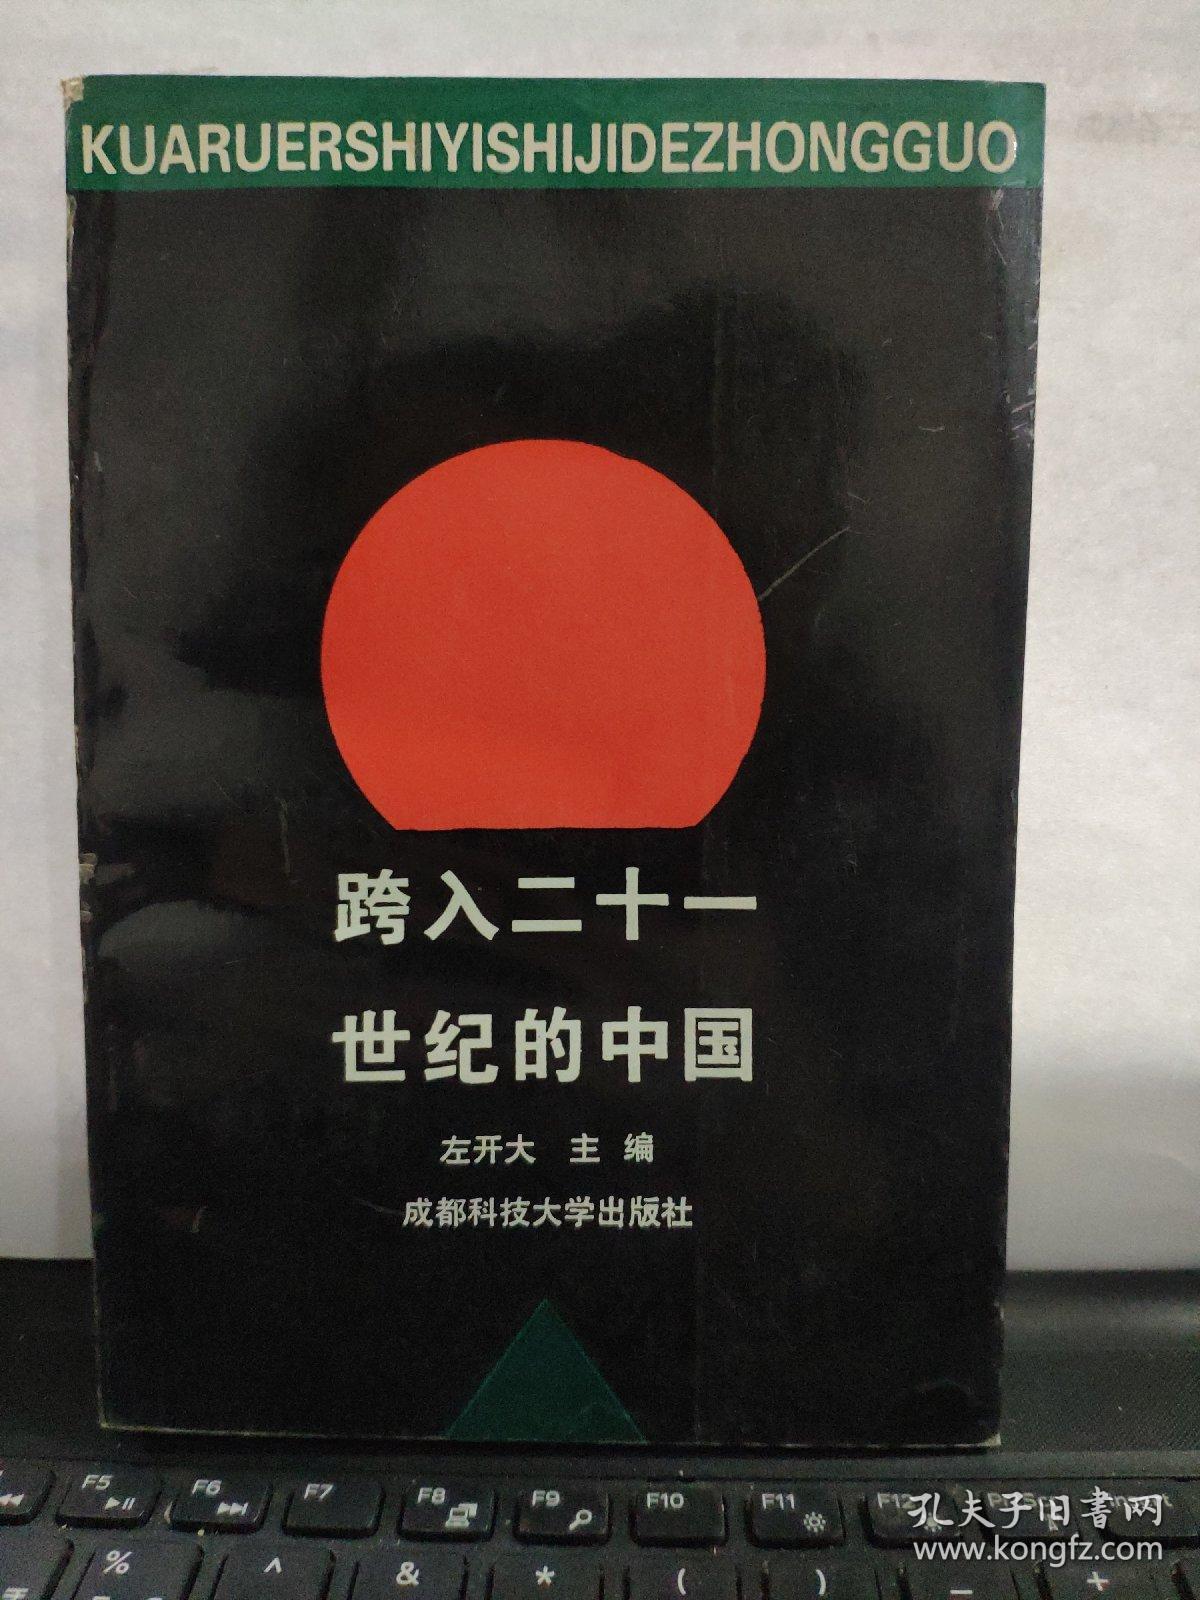 KUARUERSHIYISHIJIDEZHONGGUO
跨入二十一
世纪的中国
左开大 主编
成都科技大学出版社
F5
F6
F7
F8
F9
F10
F11
F12
%
^
&
*
(
)
_
+
孔夫子旧書网
www.kongfz.com